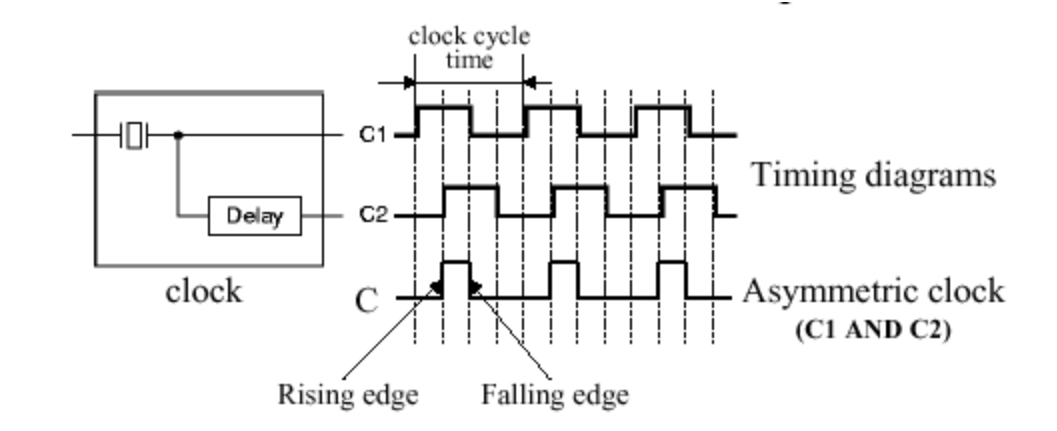 clock cycle
time
C1
Timing diagrams
Delay
C2
clock
C
Asymmetric clock
(C1 AND C2)
Rising edge
Falling edge